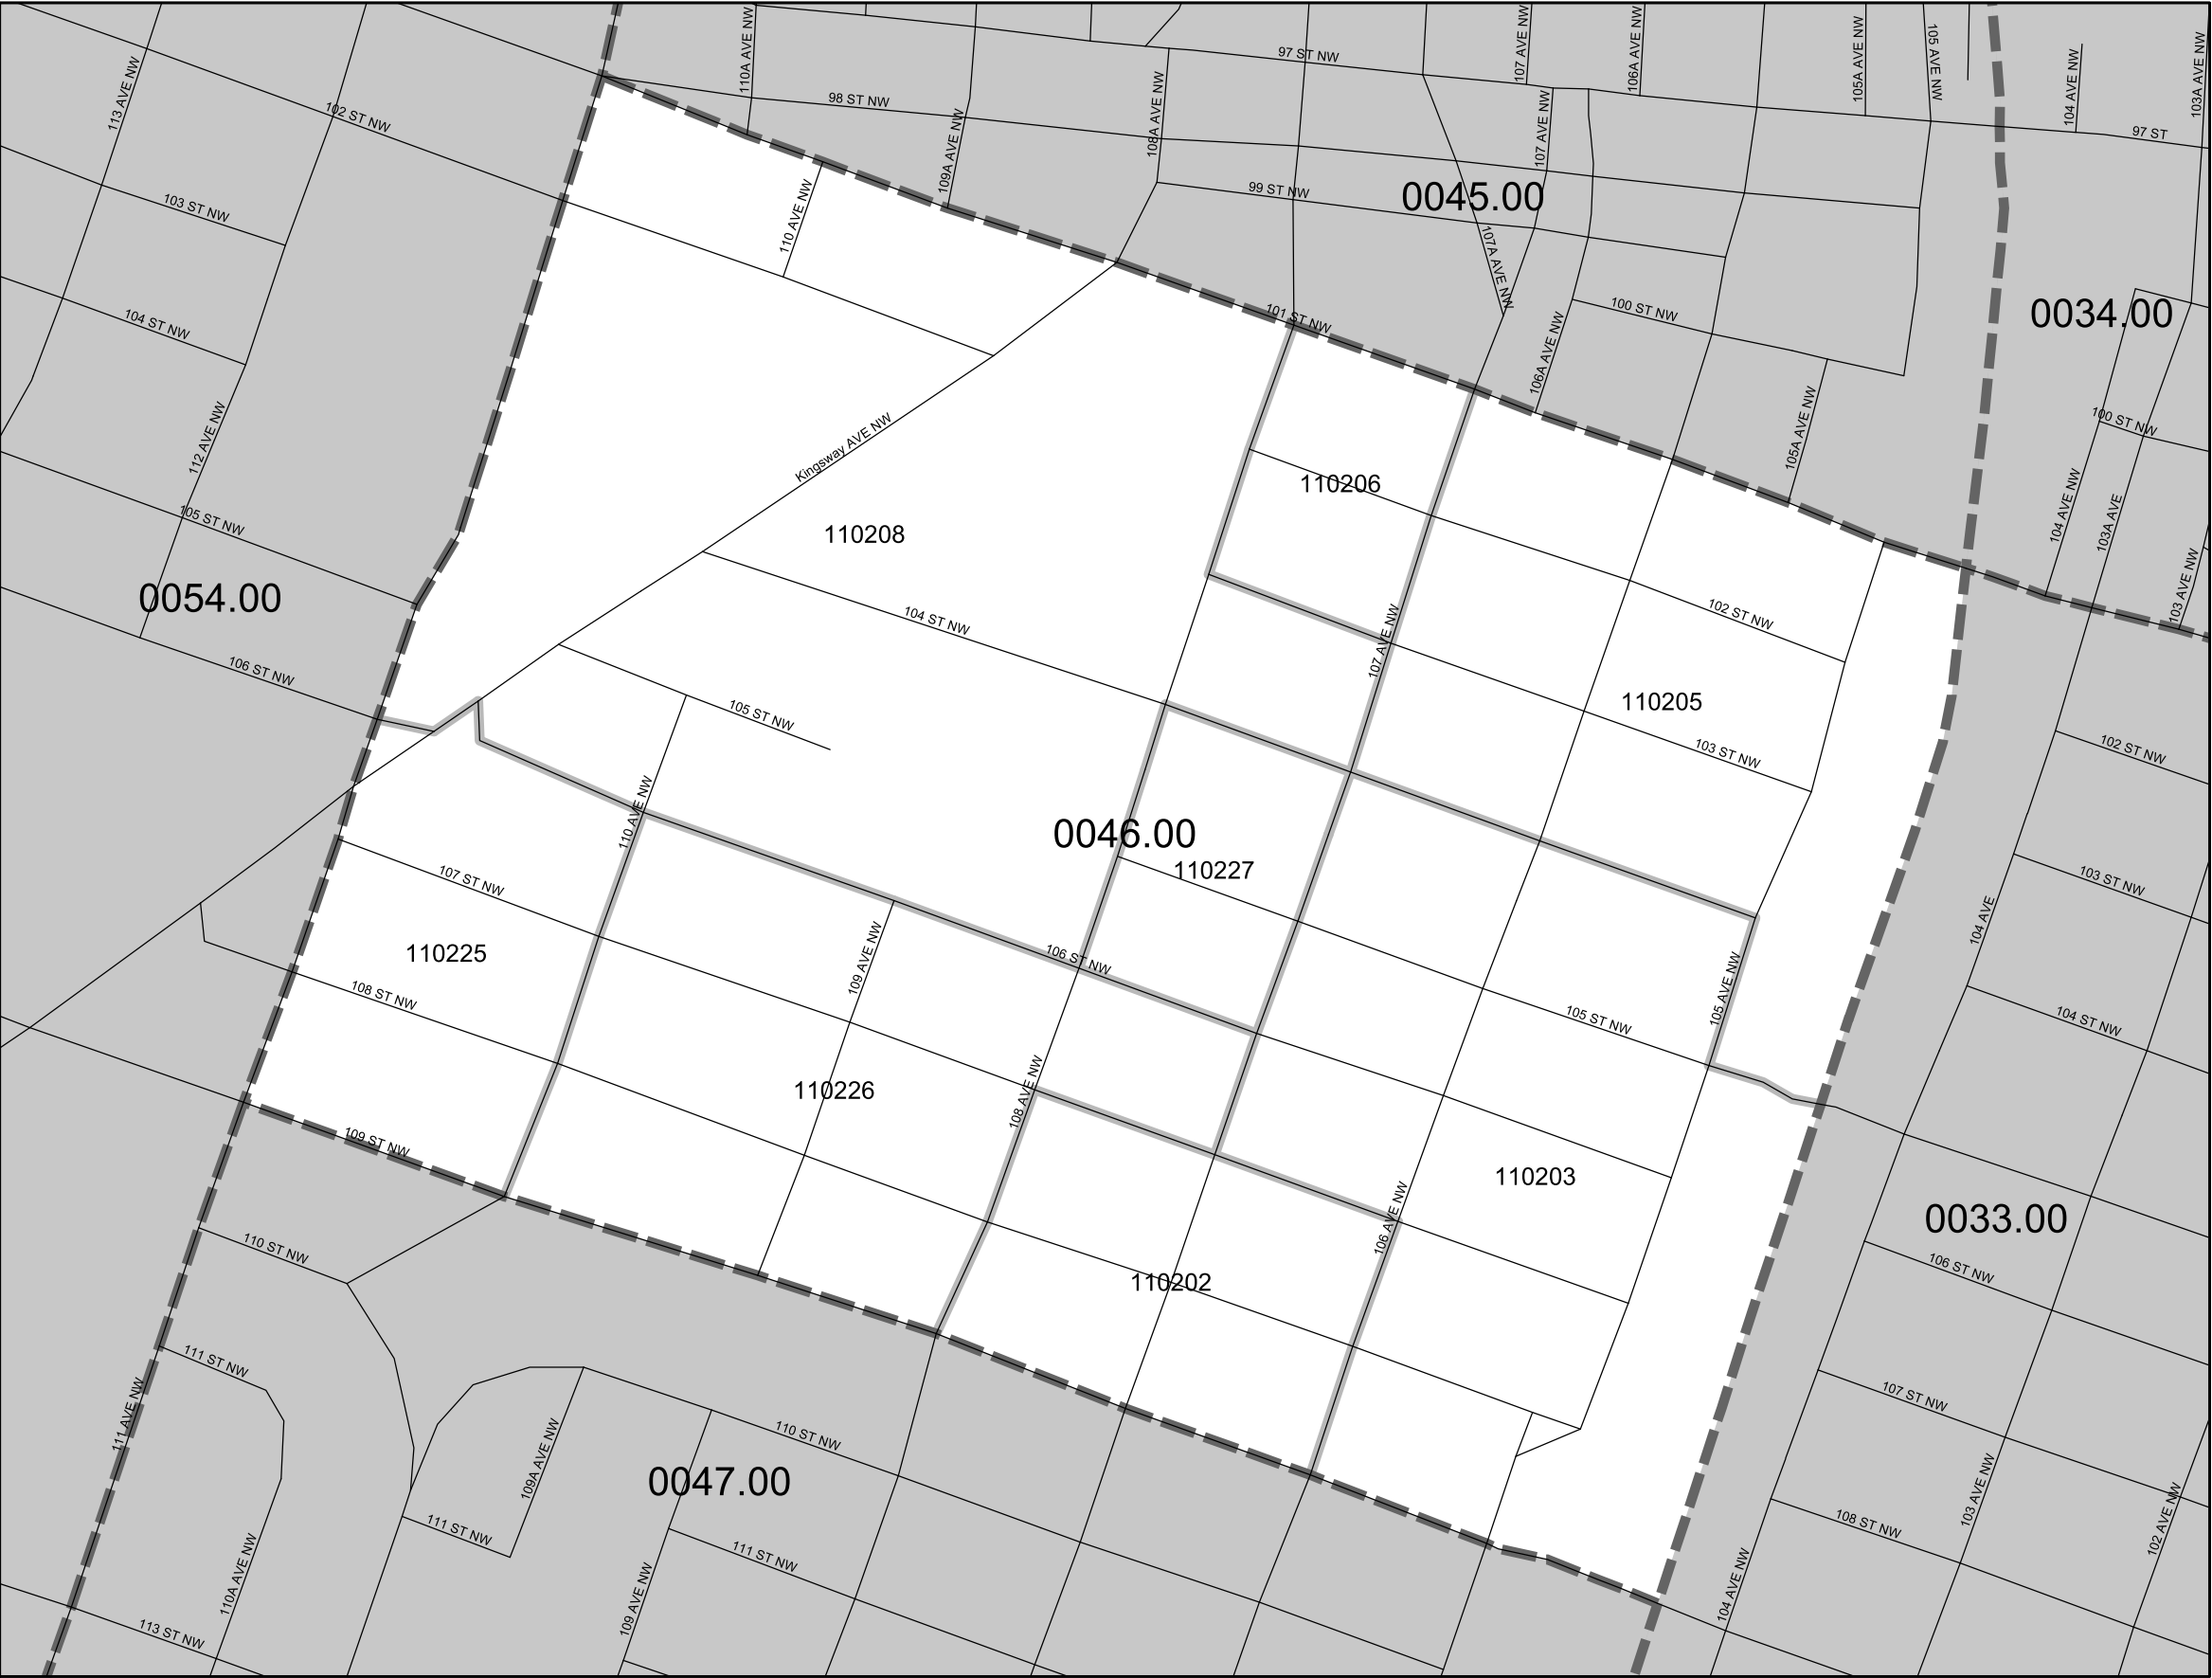 110A AVE NW
107 AVE NW
106A AVE NW
105A AVE NW
105 AVE NW
104 AVE NW
103A AVE NW
97 ST NW
97 ST
113 AVE NW
102 ST NW
98 ST NW
109A AVE NW
108A AVE NW
107 AVE NW
99 ST NW
0045.00
103 ST NW
110 AVE NW
107A AVE NW
104 ST NW
101 ST NW
100 ST NW
0034.00
106A AVE NW
105A AVE NW
100 ST NW
112 AVE NW
Kingsway AVE NW
110206
104 AVE NW
103A AVE
105 ST NW
110208
103 AVE NW
0054.00
104 ST NW
107 AVE NW
102 ST NW
106 ST NW
105 ST NW
110205
103 ST NW
102 ST NW
110 AVE NW
0046.00
110227
107 ST NW
103 ST NW
104 AVE
110225
109 AVE NW
106 ST NW
105 AVE NW
108 ST NW
105 ST NW
104 ST NW
110226
108 AVE NW
109 ST NW
110203
106 AVE NW
0033.00
110 ST NW
110202
106 ST NW
111 ST NW
111 AVE NW
107 ST NW
109A AVE NW
110 ST NW
0047.00
103 AVE NW
102 AVE NW
111 ST NW
108 ST NW
110A AVE NW
109 AVE NW
111 ST NW
104 AVE NW
113 ST NW